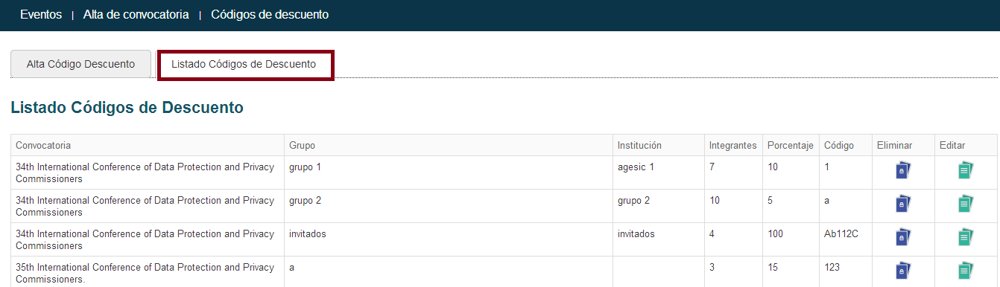 Eventos | Alta de convocatoria | Códigos de descuento
Alta Código Descuento Listado Códigos de Descuento
Listado Códigos de Descuento
Convocatoria Grupo Institución Integrantes Porcentaje Código Eliminar Editar
34th International Conference of Data Protection and Privacy grupo 1 agesic 1 7 10 1
Commissioners
34th International Conference of Data Protection and Privacy grupo 2 grupo 2 10 5 a
Commissioners
34th International Conference of Data Protection and Privacy invitados invitados 4 100 Ab112C
Commissioners
35th International Conference of Data Protection and Privacy a 3 15 123
Commissioners.